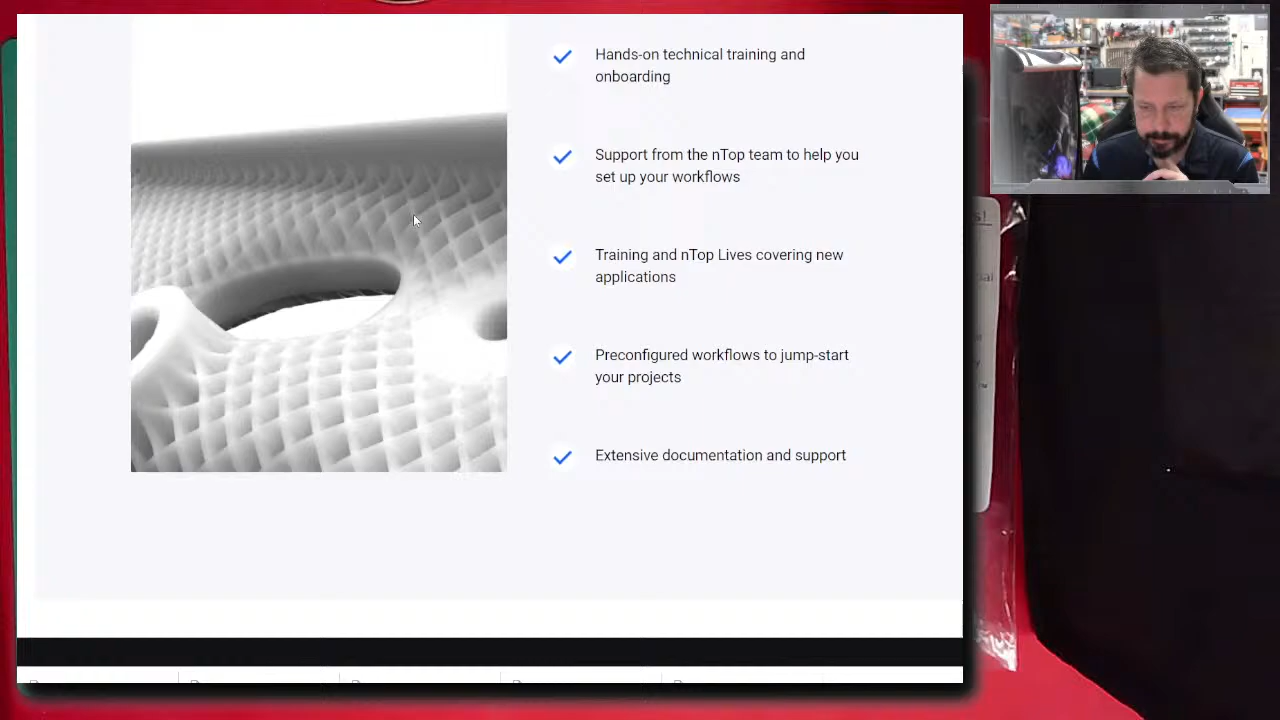 Hands-on technical training and
onboarding
Support from the nTop team to help you
set up your workflows
Training and nTop Lives covering new
applications
Preconfigured workflows to jump-start
your projects
Extensive documentation and support